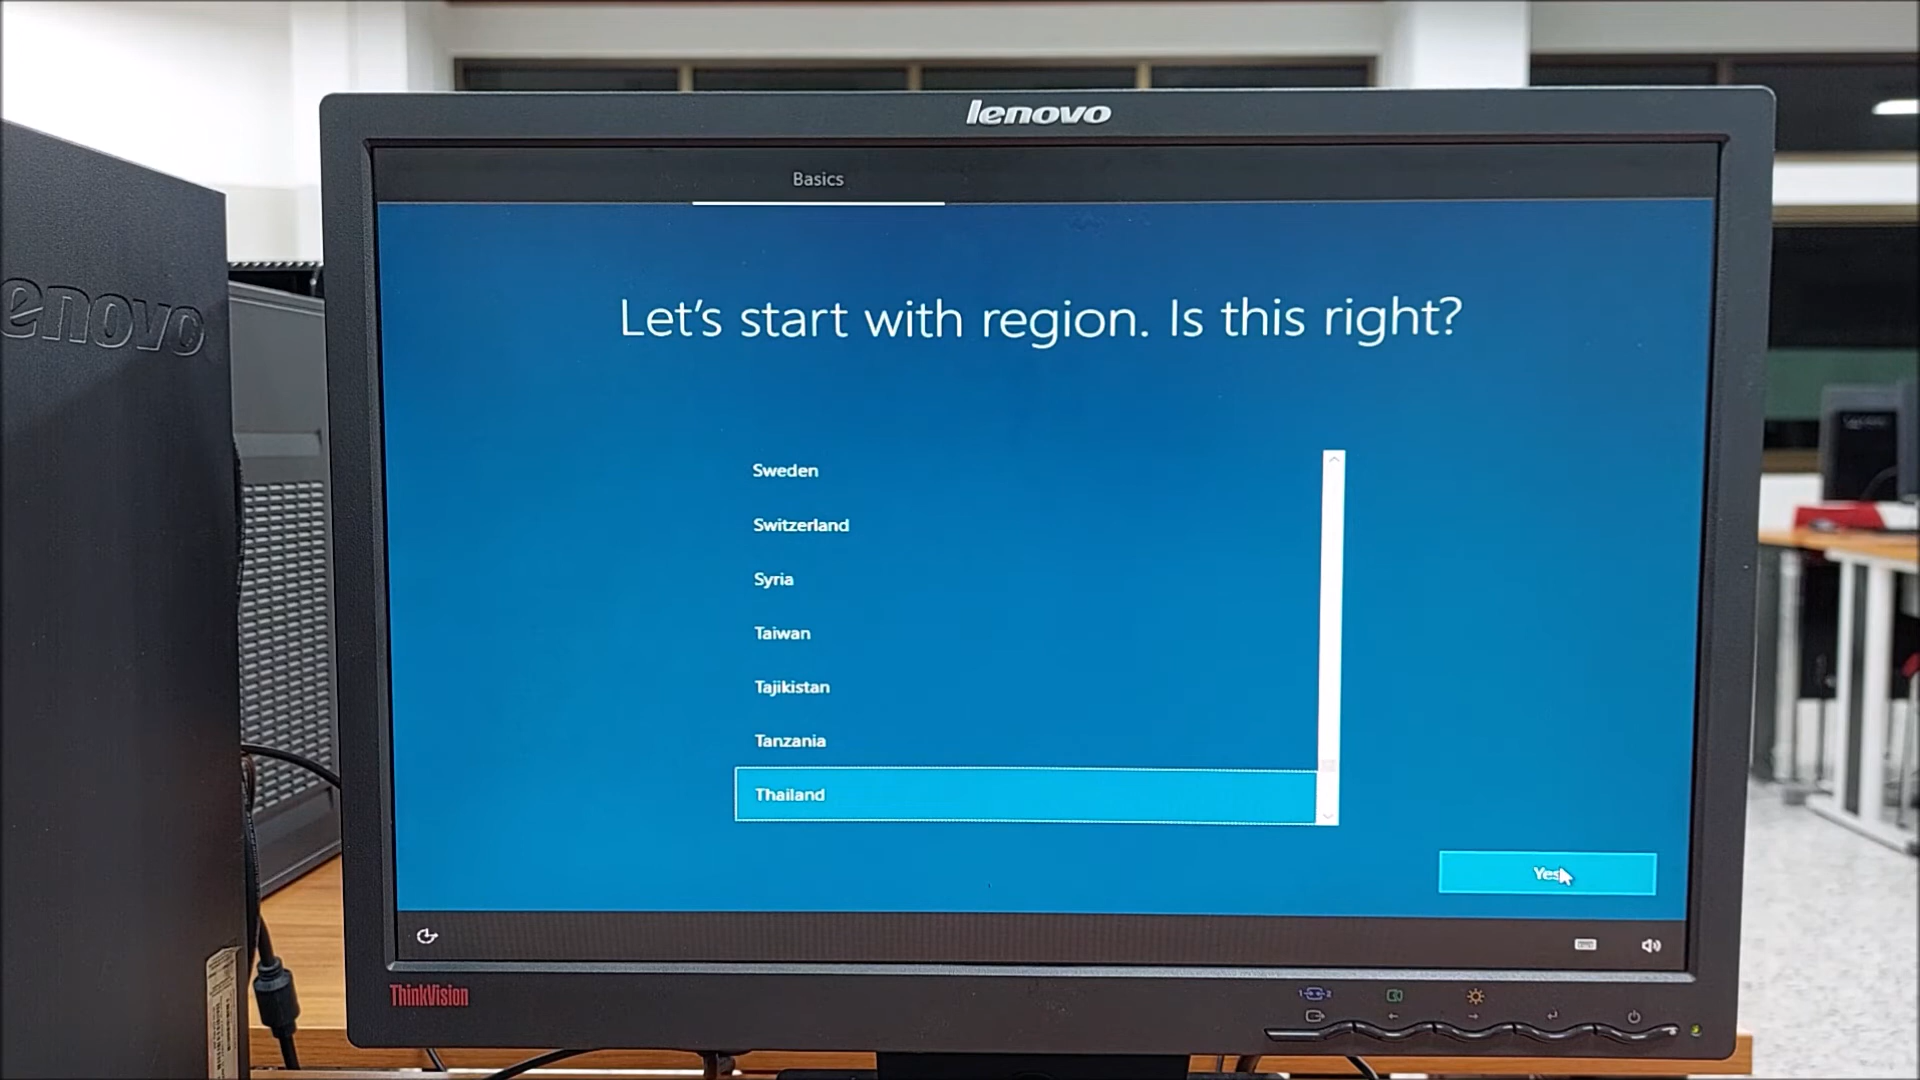 lenovo
Basics
lenovo
Let's start with region. Is this right?
Sweden
Switzerland
Syria
Taiwan
Tajikistan
Tanzania
Thailand
Yes
ThinkVision